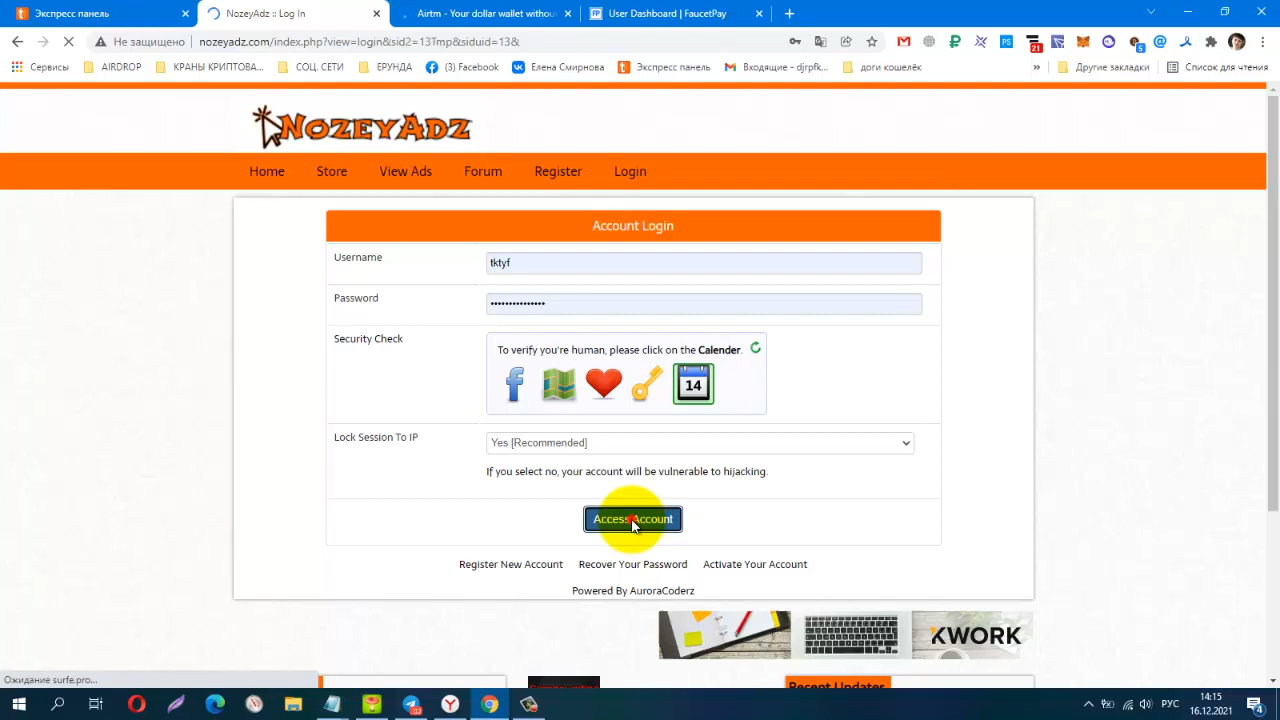 Экспресс панель
NozeyAdz :: Log In
Airtm - Your dollar wallet withou
User Dashboard | FaucetPay
Не защищено
nozeyadz.com/index.php?view=login&sid2=13Tmp&siduid=13&
21
5
Сервисы
AIRDROP
КРАНЫ КРИПТОВА...
СОЦ. СЕТИ
ЕРУНДА
(3) Facebook
Елена Смирнова
Экспресс панель
Входящие - djrpfk...
доги кошелёк
»
Другие закладки
Список для чтения
NozeyAdz
Home
Store
View Ads
Forum
Register
Login
Account Login
Username
tktyf
Password
•••••••••••••••
Security Check
To verify you're human, please click on the Calender.
14
Lock Session To IP
Yes [Recommended]
If you select no, your account will be vulnerable to hijacking.
Access Account
Register New Account
Recover Your Password
Activate Your Account
Powered By AuroraCoderz
KWORK
Ожидание surfe.pro...
Recent Updates
РУС
14:15
16.12.2021
4